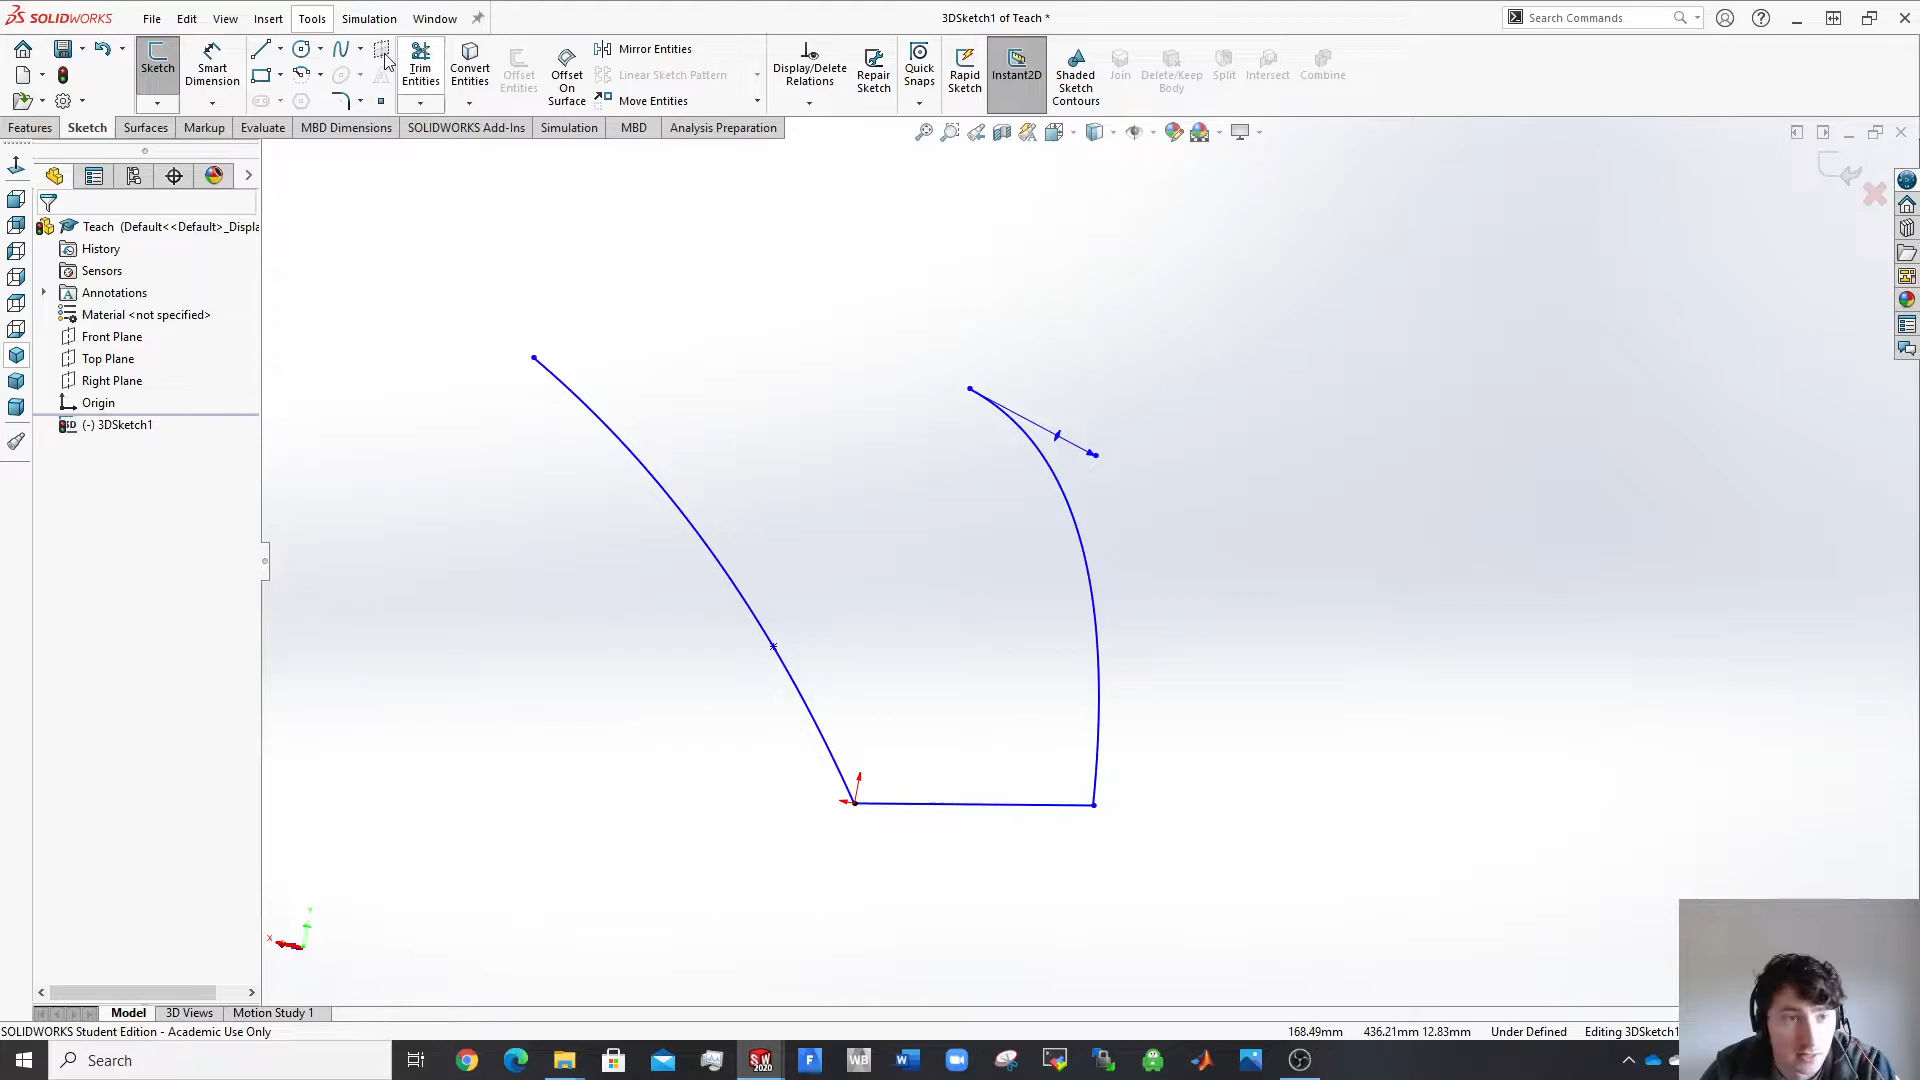 SOLIDWORKS
File
Edit
View
Insert
Tools
Simulation
Window
3DSketch1 of Teach *
Search Commands
Sketch
Smart
Dimension
Trim
Entities
Convert
Entities
Offset
Entities
Offset
On
Surface
Mirror Entities
Linear Sketch Pattern
Move Entities
Display/Delete
Relations
Repair
Sketch
Quick
Snaps
Rapid
Sketch
Instant2D
Shaded
Sketch
Contours
Join
Delete/Keep
Body
Split
Intersect
Combine
Features
Sketch
Surfaces
Markup
Evaluate
MBD Dimensions
SOLIDWORKS Add-Ins
Simulation
MBD
Analysis Preparation
Teach (Default<<Default>_Displa
History
Sensors
Annotations
Material <not specified>
Front Plane
Top Plane
Right Plane
Origin
(-) 3DSketch1
Y
X
Model
3D Views
Motion Study 1
SOLIDWORKS Student Edition - Academic Use Only
168.49mm
436.21mm 12.83mm
Under Defined
Editing 3DSketch1
Search
SW
2020
F
WB
W